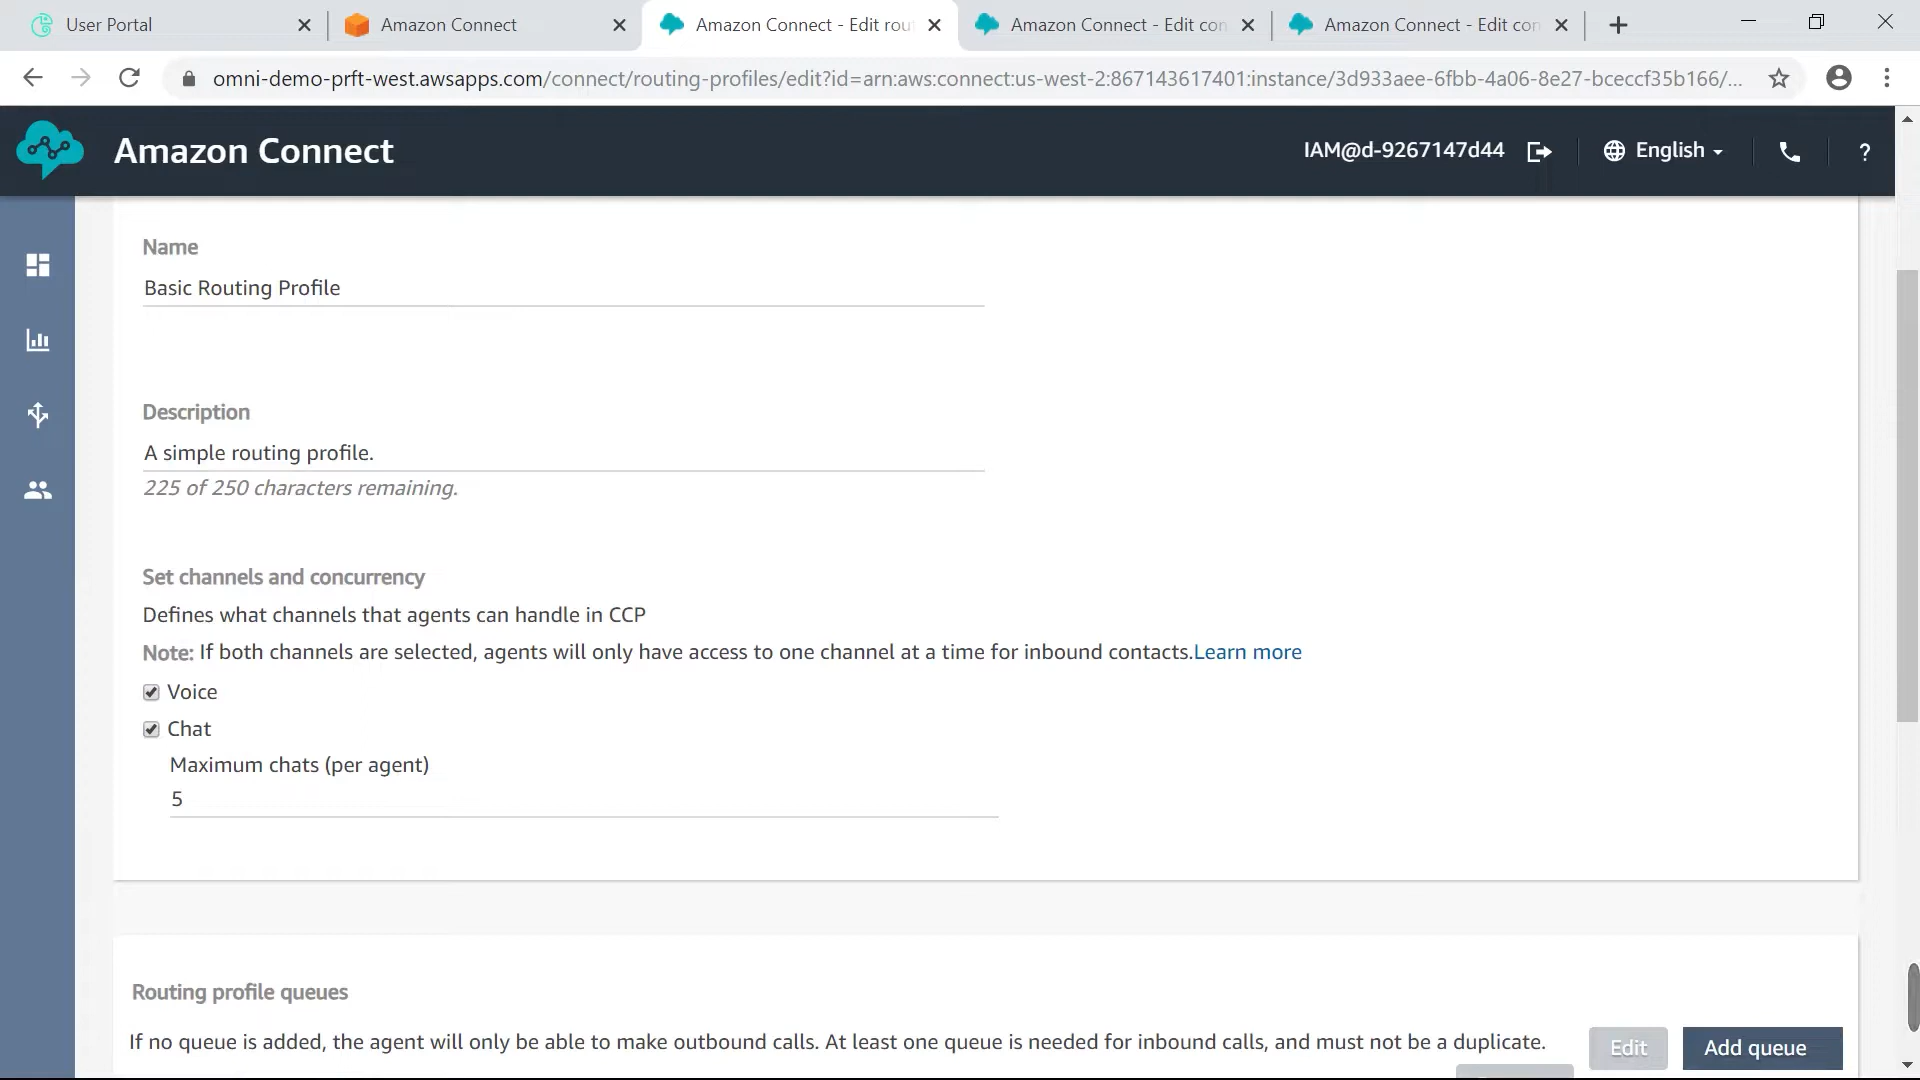 User Portal
Amazon Connect
Amazon Connect - Edit rou
Amazon Connect - Edit con
Amazon Connect - Edit con
omni-demo-prft-west.awsapps.com/connect/routing-profiles/edit?id=arn:aws:connect:us-west-2:867143617401:instance/3d933aee-6fbb-4a06-8e27-bceccf35b166/...
Amazon Connect
IAM@d-9267147d44
English
?
Name
Basic Routing Profile
Description
A simple routing profile.
225 of 250 characters remaining.
Set channels and concurrency
Defines what channels that agents can handle in CCP
Note: If both channels are selected, agents will only have access to one channel at a time for inbound contacts.Learn more
Voice
Chat
Maximum chats (per agent)
5
Routing profile queues
If no queue is added, the agent will only be able to make outbound calls. At least one queue is needed for inbound calls, and must not be a duplicate.
Edit
Add queue